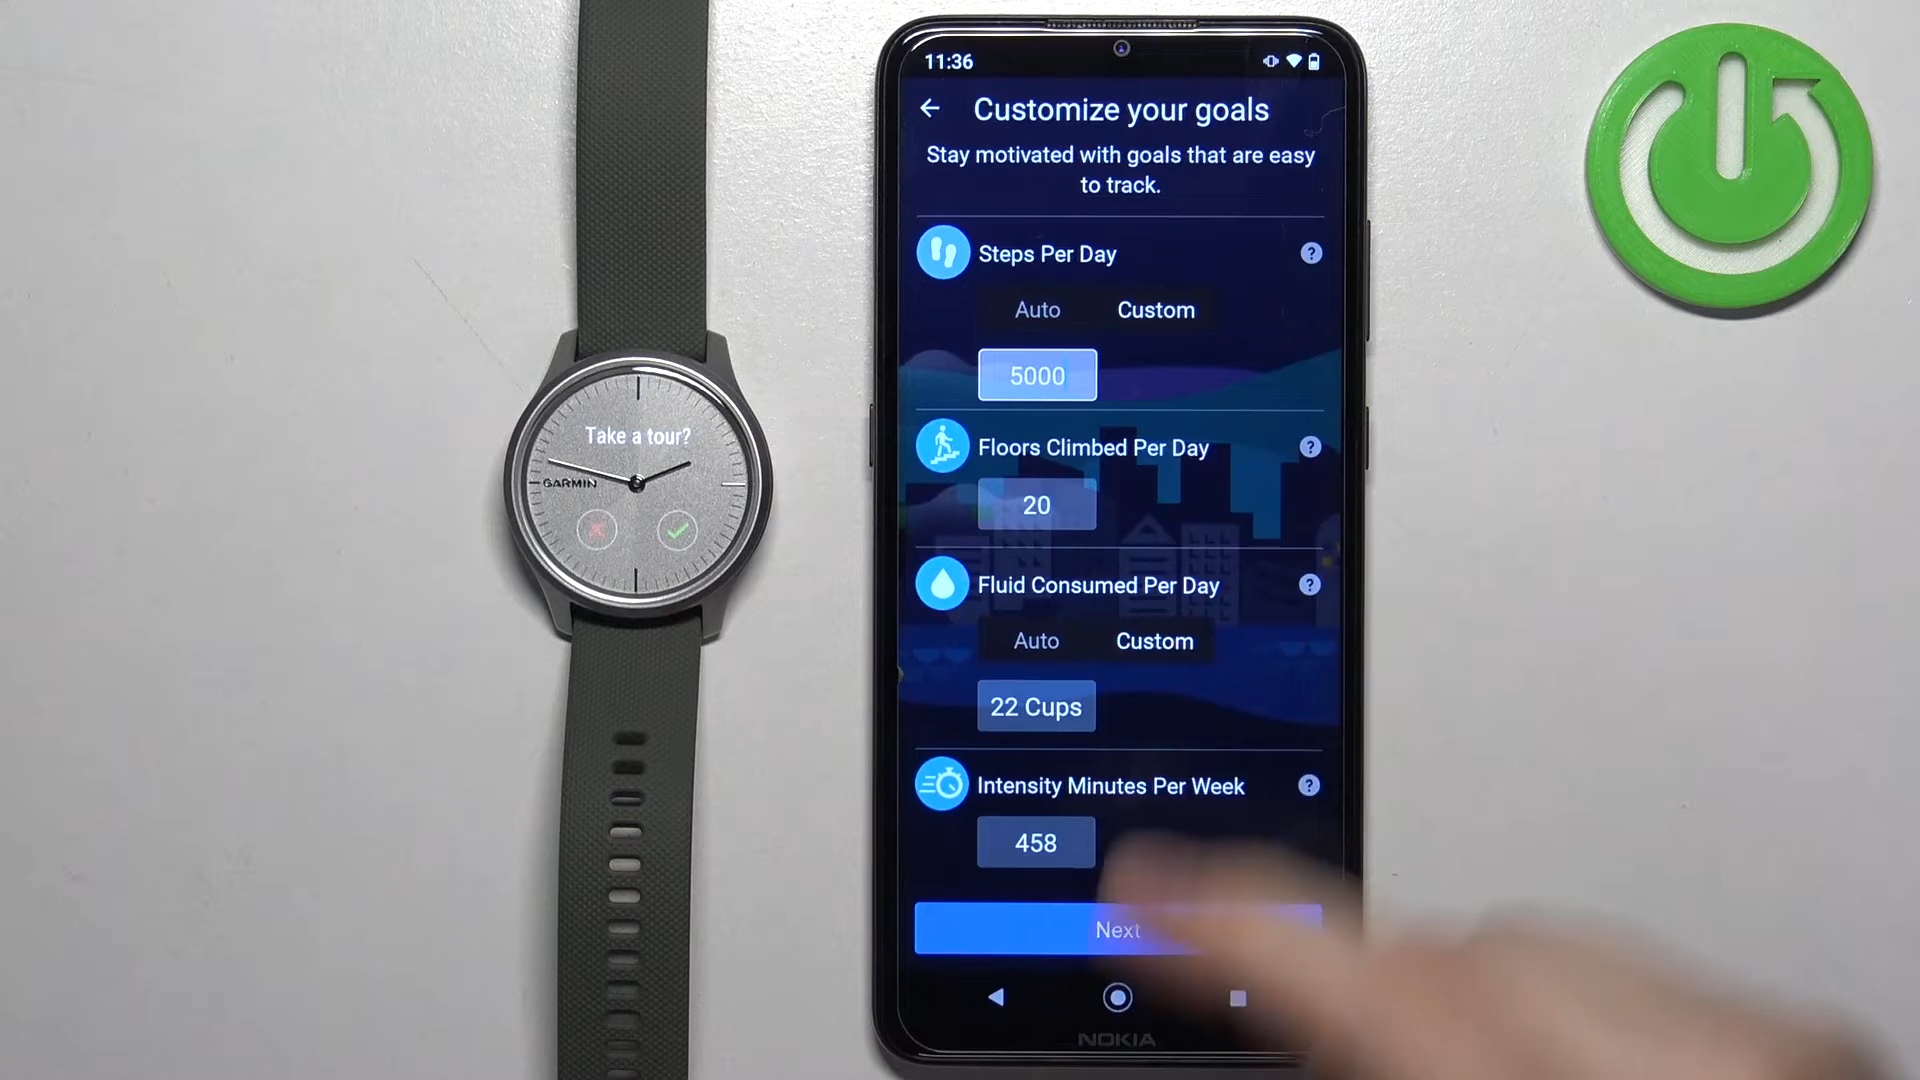 Take a tour?
GARMIN
11:36
Customize your goals
Stay motivated with goals that are easy
to track.
Steps Per Day
?
Auto
Custom
5000
Floors Climbed Per Day
?
20
Fluid Consumed Per Day
?
Auto
Custom
22 Cups
Intensity Minutes Per Week
?
458
Next
NOKIA